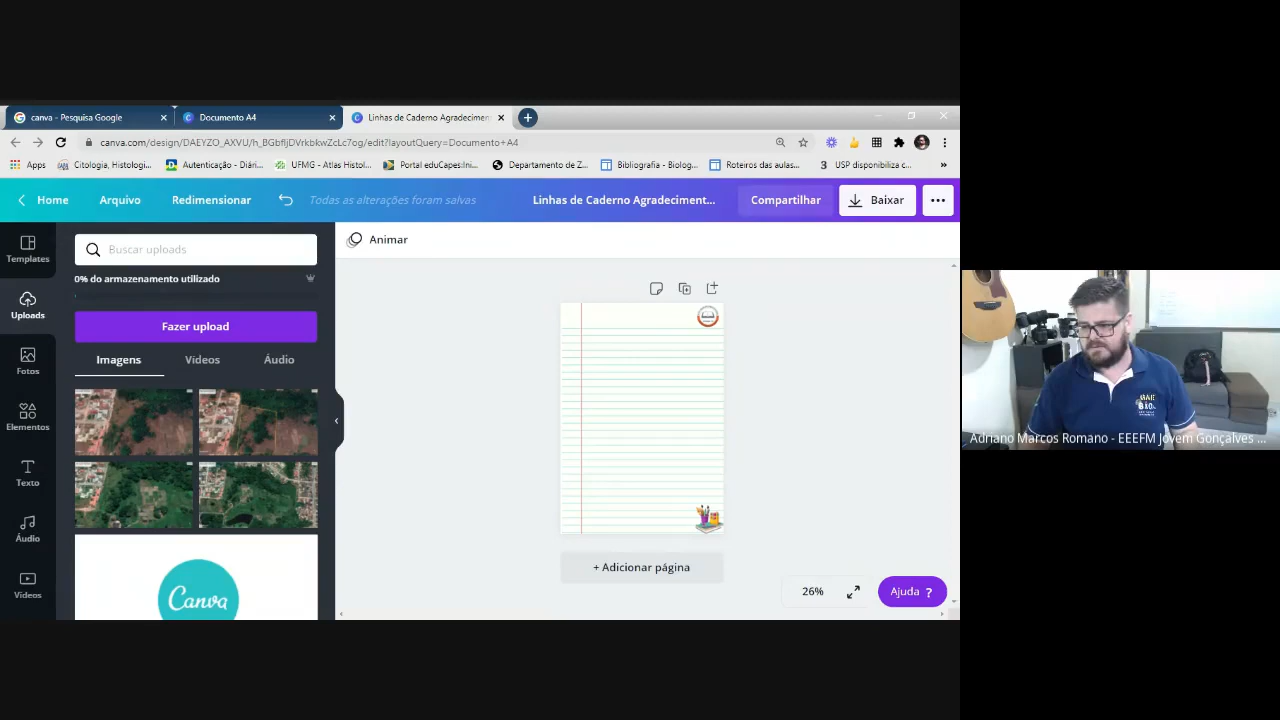 canva - Pesquisa Google
Documento A4
Linhas de Caderno Agradecimen
canva.com/design/DAEYZO_AXVU/h_BGbfljDVrkbkwZcLc7og/edit?layoutQuery=Documento+A4
Apps
Citologia, Histologi...
Autenticação - Diári...
UFMG - Atlas Histol...
Portal eduCapes:Ini...
Departamento de Z...
Bibliografia - Biolog...
Roteiros das aulas...
3 USP disponibiliza c...
»
Home
Arquivo
Redimensionar
Todas as alterações foram salvas
Linhas de Caderno Agradeciment...
Compartilhar
Baixar
Templates
Uploads
Fotos
Elementos
Texto
Áudio
Vídeos
Buscar uploads
0% do armazenamento utilizado
Fazer upload
Imagens
Vídeos
Áudio
Canva
Animar
+ Adicionar página
26%
Ajuda ?
Adriano Marcos Romano - EEEFM Jovem Gonçalves ...